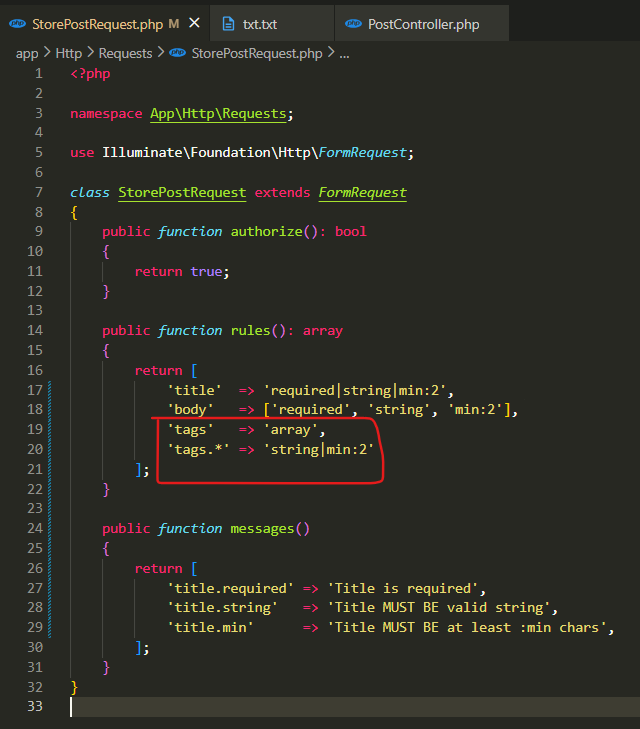 php StorePostRequest.php M ✕ txt.txt php PostController.php
app > Http > Requests > php StorePostRequest.php > ...
1 <?php
2
3 namespace App\Http\Requests;
4
5 use Illuminate\Foundation\Http\FormRequest;
6
7 class StorePostRequest extends FormRequest
8 {
9     public function authorize(): bool
10     {
11         return true;
12     }
13
14     public function rules(): array
15     {
16         return [
17             'title'  => 'required|string|min:2',
18             'body'   => ['required', 'string', 'min:2'],
19             'tags'   => 'array',
20             'tags.*' => 'string|min:2'
21         ];
22     }
23
24     public function messages()
25     {
26         return [
27             'title.required' => 'Title is required',
28             'title.string'   => 'Title MUST BE valid string',
29             'title.min'      => 'Title MUST BE at least :min chars',
30         ];
31     }
32 }
33